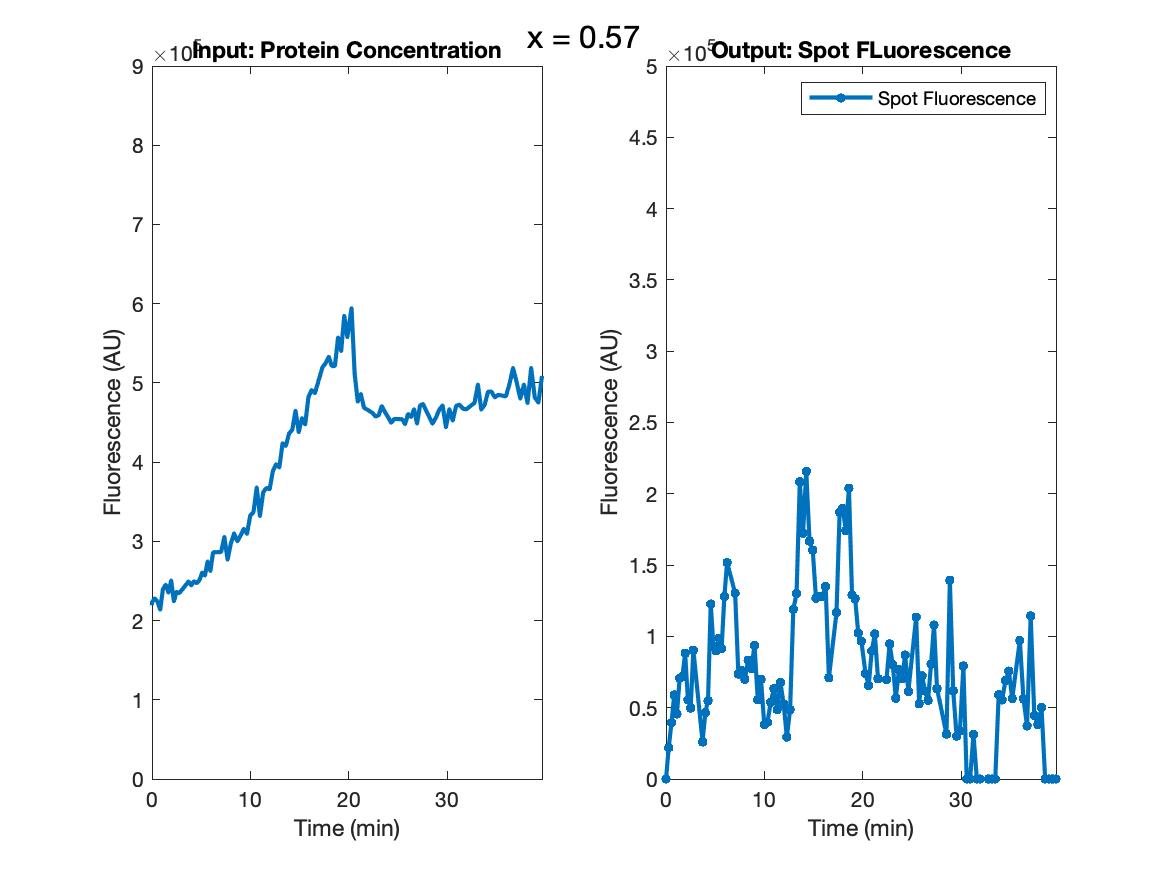 x = 0.57
×10⁵
Input: Protein Concentration
9
8
7
6
5
4
3
2
1
0
Fluorescence (AU)
0 10 20 30
Time (min)
×10⁵
Output: Spot FLuorescence
Spot Fluorescence
5
4.5
4
3.5
3
2.5
2
1.5
1
0.5
0
Fluorescence (AU)
0 10 20 30
Time (min)